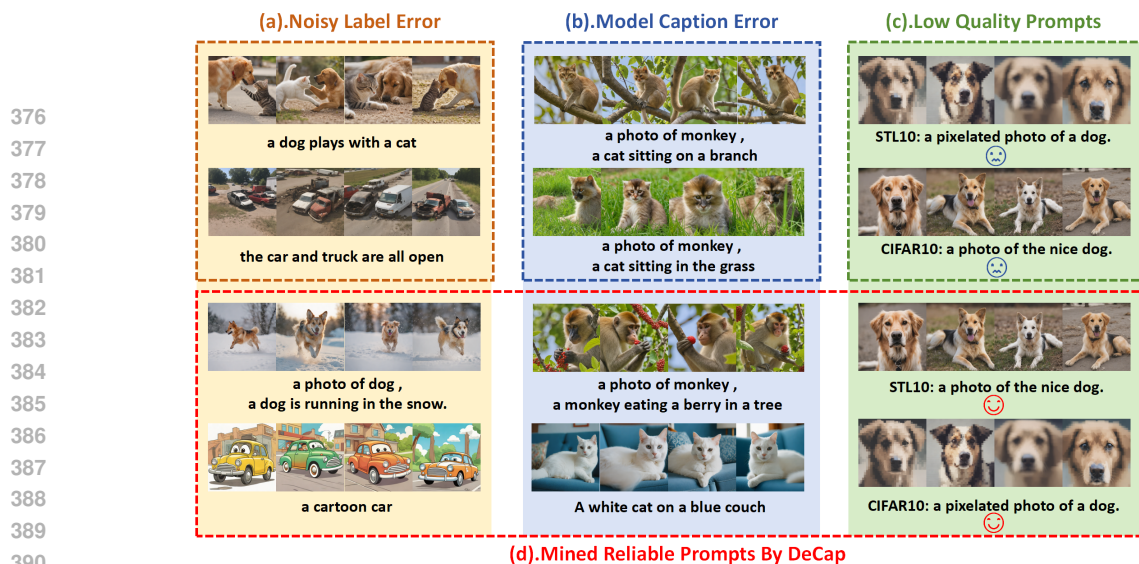 (a).Noisy Label Error
(b).Model Caption Error
(c).Low Quality Prompts
376
377
378
379
380
381
382
383
384
385
386
387
388
389
390
a dog plays with a cat
the car and truck are all open
a photo of monkey ,
a cat sitting on a branch
a photo of monkey ,
a cat sitting in the grass
STL10: a pixelated photo of a dog.
CIFAR10: a photo of the nice dog.
a photo of dog ,
a dog is running in the snow.
a cartoon car
a photo of monkey ,
a monkey eating a berry in a tree
A white cat on a blue couch
STL10: a photo of the nice dog.
CIFAR10: a pixelated photo of a dog.
(d).Mined Reliable Prompts By DeCap